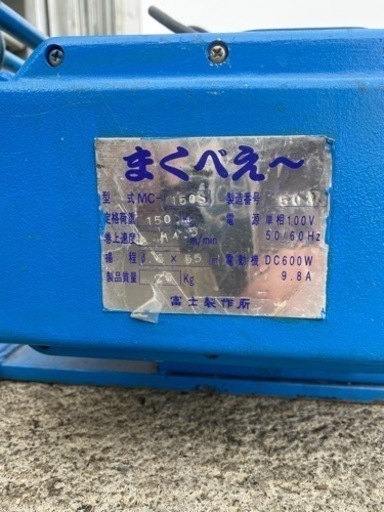 まくべえ〜
型 式 MC-150S 製造番号
定格荷重 150 電 源 単相100V
巻上速度 m/min 50/60Hz
揚 程 × 55 m 電動機 DC600W
製品質量 Kg 9.8A
富士製作所